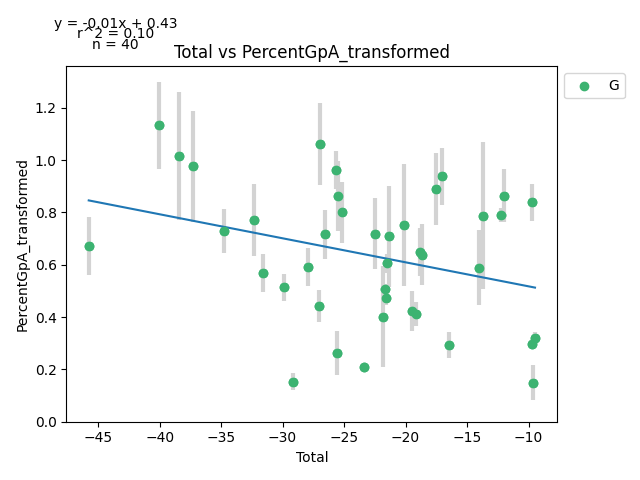 y = -0.01x + 0.43
r^2 = 0.10
n = 40
Total vs PercentGpA_transformed
G
PercentGpA_transformed
1.2
1.0
0.8
0.6
0.4
0.2
0.0
−45 −40 −35 −30 −25 −20 −15 −10
Total